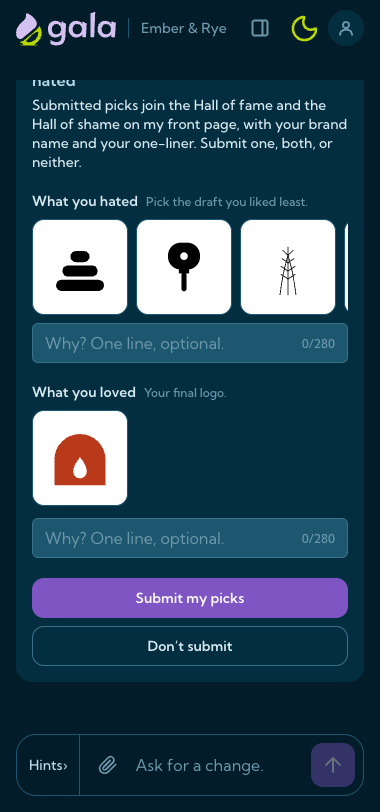 gala
Ember & Rye
hated
Submitted picks join the Hall of fame and the
Hall of shame on my front page, with your brand
name and your one-liner. Submit one, both, or
neither.
What you hated Pick the draft you liked least.
Why? One line, optional. 0/280
What you loved Your final logo.
Why? One line, optional. 0/280
Submit my picks
Don’t submit
Hints› Ask for a change.